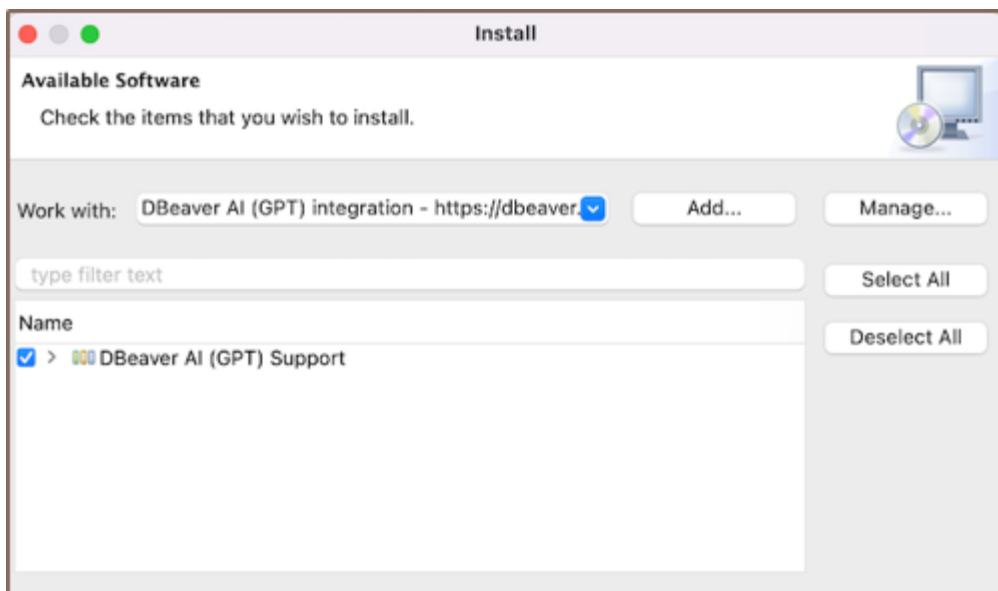 Install
Available Software
Check the items that you wish to install.
Work with: DBeaver AI (GPT) integration - https://dbeaver. Add... Manage...
type filter text Select All
Name
Deselect All
DBeaver AI (GPT) Support